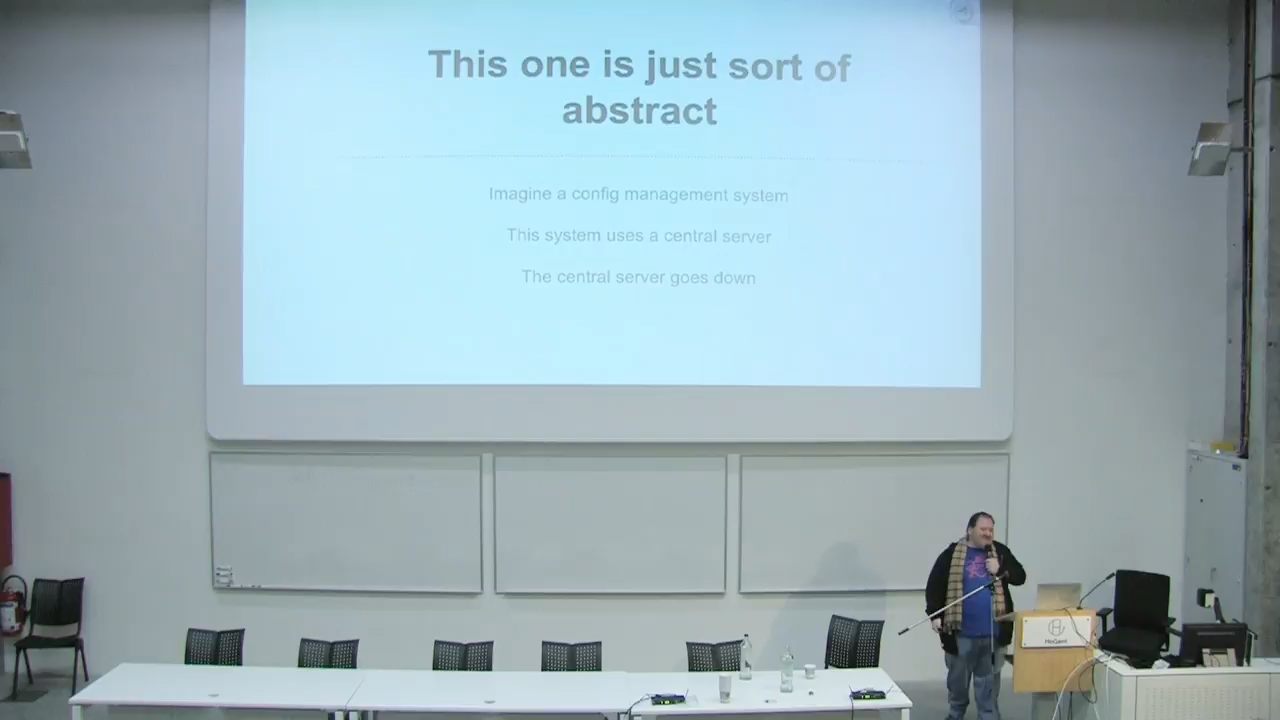 This one is just sort of
abstract
Imagine a config management system
This system uses a central server
The central server goes down
HoGent